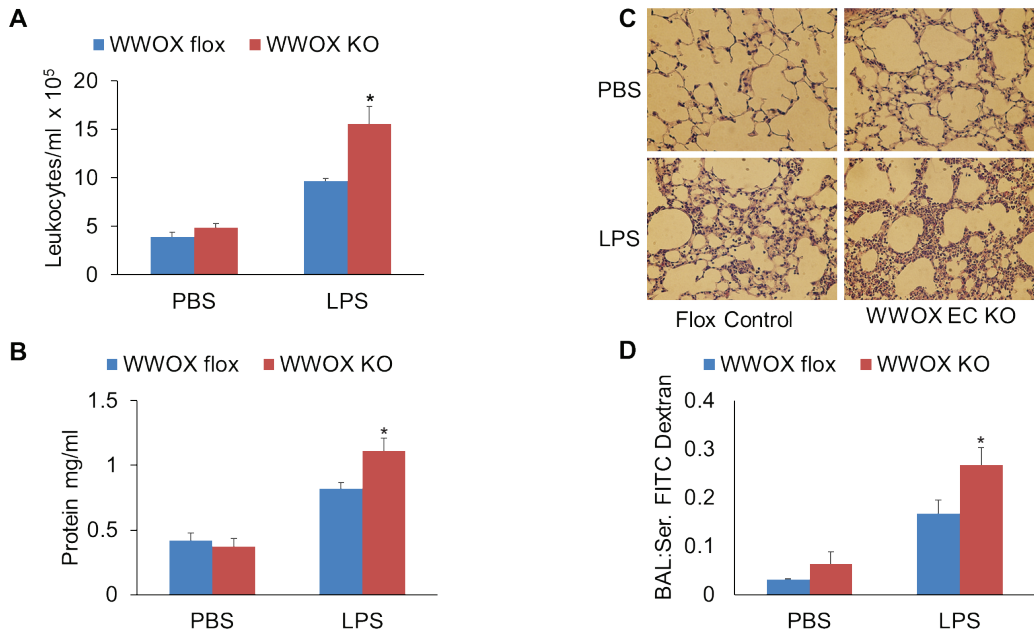 A
WWOX flox WWOX KO
Leukocytes/ml x 10⁵
20
15
10
5
0
*
PBS LPS
B
WWOX flox WWOX KO
Protein mg/ml
1.5
1
0.5
0
*
PBS LPS
C
PBS
LPS
Flox Control WWOX EC KO
D
WWOX flox WWOX KO
BAL:Ser. FITC Dextran
0.4
0.3
0.2
0.1
0
*
PBS LPS